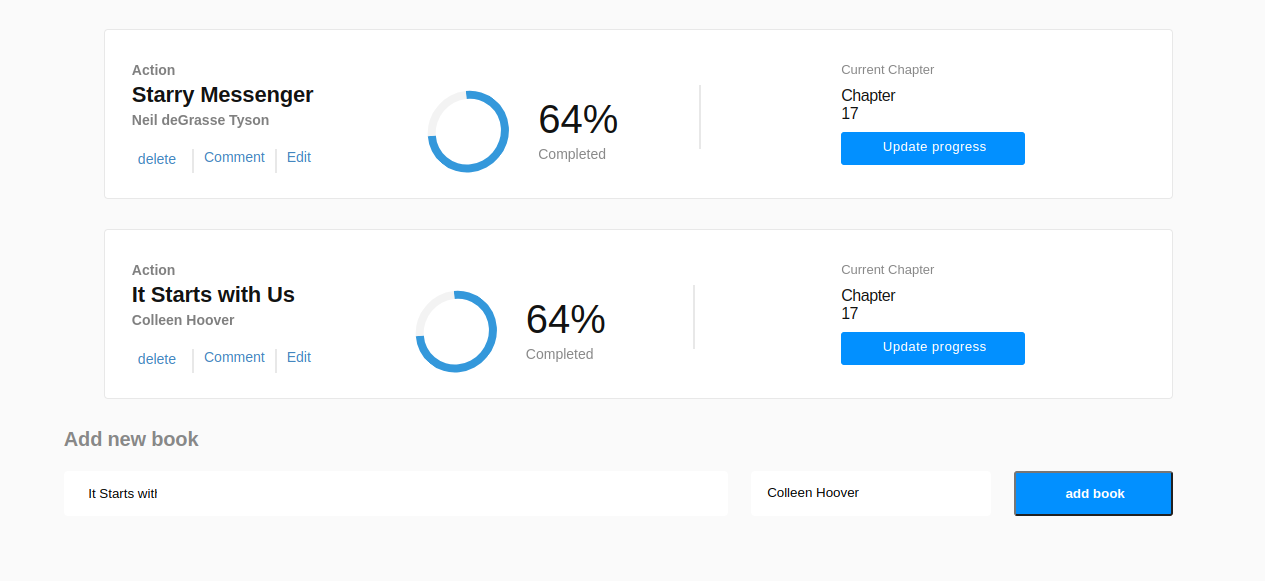 Action
Starry Messenger
Neil deGrasse Tyson
delete Comment Edit
64%
Completed
Current Chapter
Chapter
17
Update progress
Action
It Starts with Us
Colleen Hoover
delete Comment Edit
64%
Completed
Current Chapter
Chapter
17
Update progress
Add new book
It Starts with
Colleen Hoover
add book